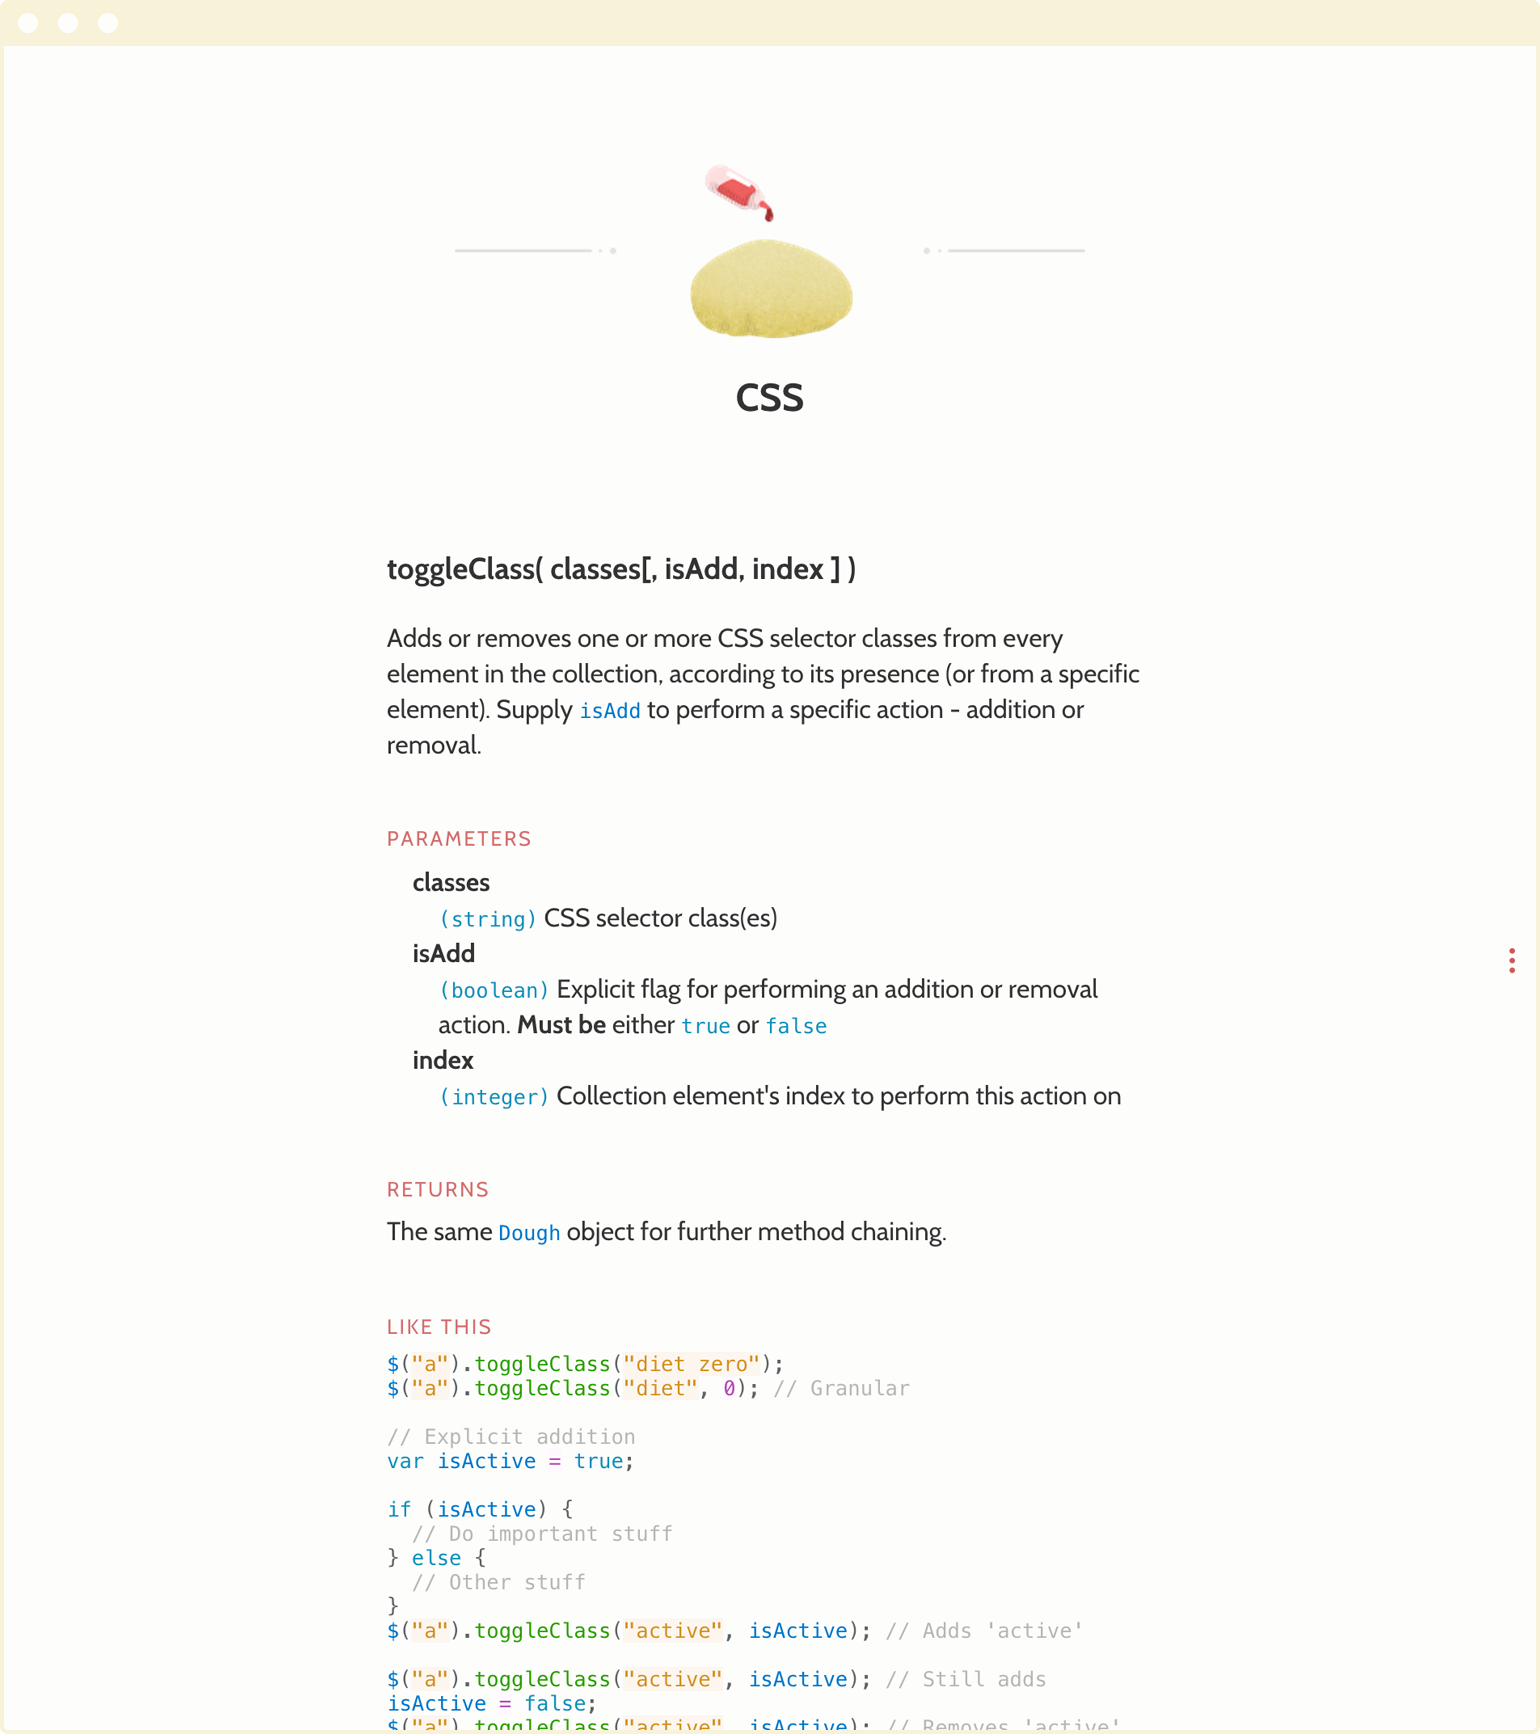 CSS
toggleClass( classes[, isAdd, index ] )
Adds or removes one or more CSS selector classes from every
element in the collection, according to its presence (or from a specific
element). Supply isAdd to perform a specific action - addition or
removal.
PARAMETERS
classes
(string) CSS selector class(es)
isAdd
(boolean) Explicit flag for performing an addition or removal
action. Must be either true or false
index
(integer) Collection element's index to perform this action on
RETURNS
The same Dough object for further method chaining.
LIKE THIS
$("a").toggleClass("diet zero");
$("a").toggleClass("diet", 0); // Granular
// Explicit addition
var isActive = true;
if (isActive) {
  // Do important stuff
} else {
  // Other stuff
}
$("a").toggleClass("active", isActive); // Adds 'active'
$("a").toggleClass("active", isActive); // Still adds
isActive = false;
$("a").toggleClass("active", isActive); // Removes 'active'